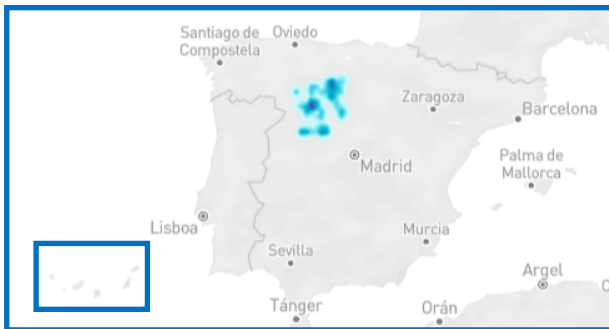 Santiago de
Compostela
Oviedo
Zaragoza
Barcelona
Madrid
Palma de
Mallorca
Lisboa
Murcia
Sevilla
Argel
Tánger
Orán
C